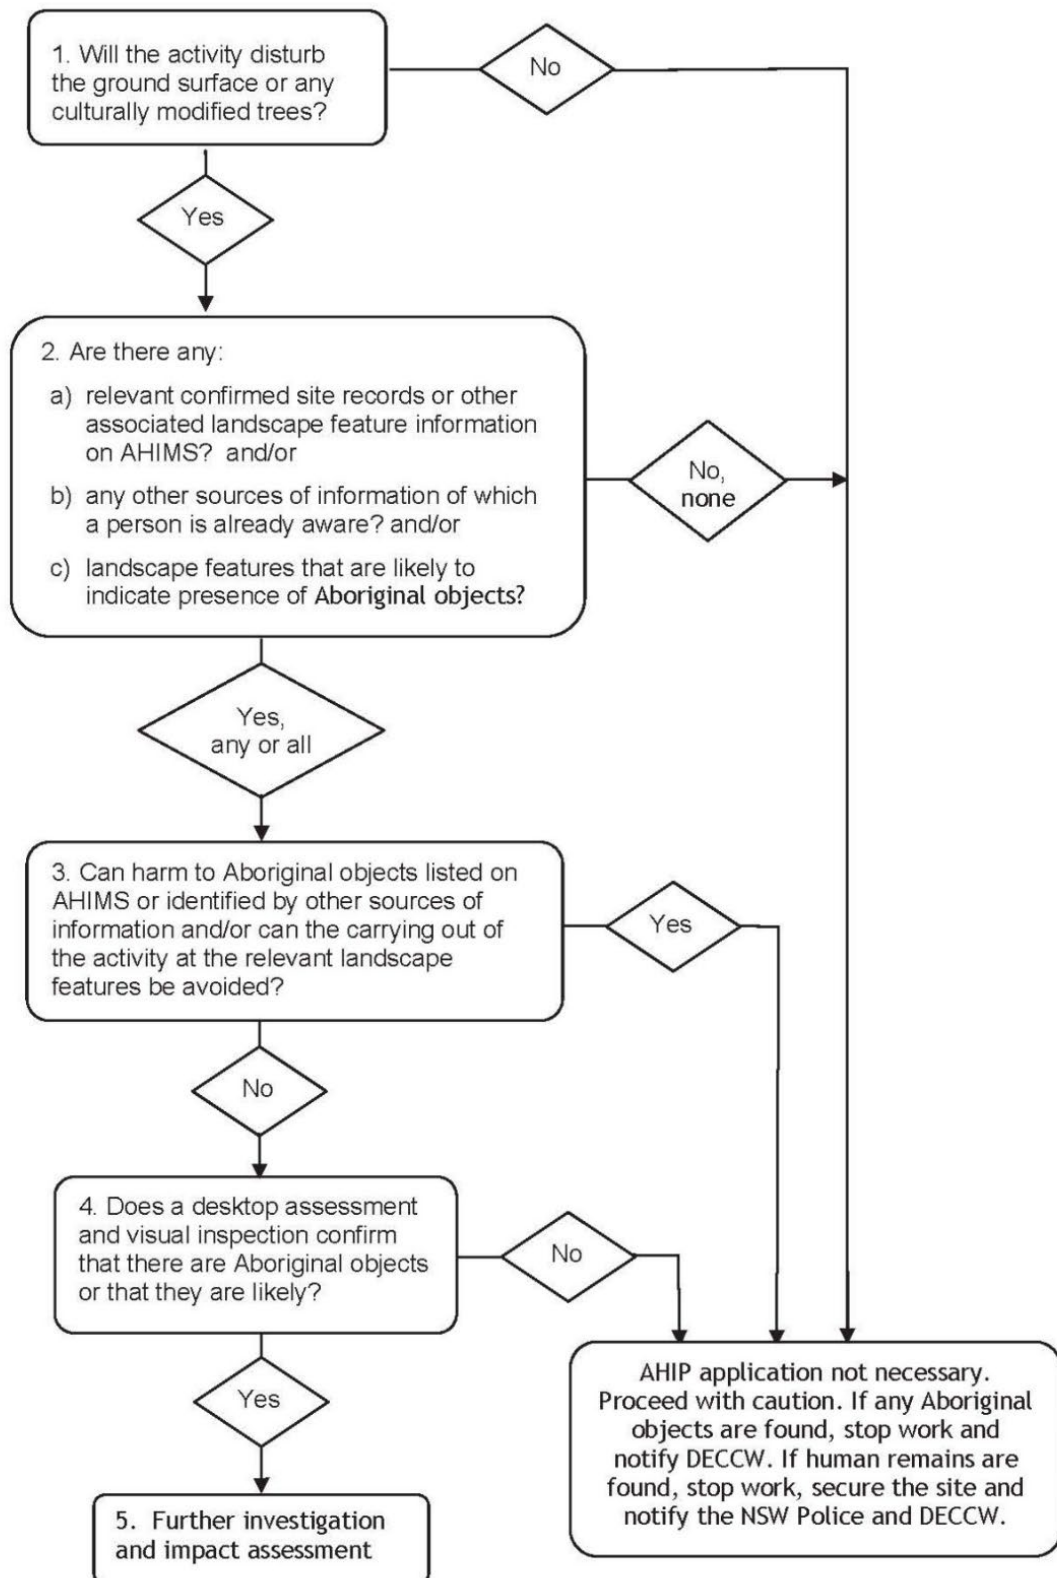 1. Will the activity disturb
the ground surface or any
culturally modified trees?
No
Yes
2. Are there any:
a) relevant confirmed site records or other
associated landscape feature information
on AHIMS? and/or
b) any other sources of information of which
a person is already aware? and/or
c) landscape features that are likely to
indicate presence of Aboriginal objects?
No,
none
Yes,
any or all
3. Can harm to Aboriginal objects listed on
AHIMS or identified by other sources of
information and/or can the carrying out of
the activity at the relevant landscape
features be avoided?
Yes
No
4. Does a desktop assessment
and visual inspection confirm
that there are Aboriginal objects
or that they are likely?
No
Yes
AHIP application not necessary.
Proceed with caution. If any Aboriginal
objects are found, stop work and
notify DECCW. If human remains are
found, stop work, secure the site and
notify the NSW Police and DECCW.
5. Further investigation
and impact assessment